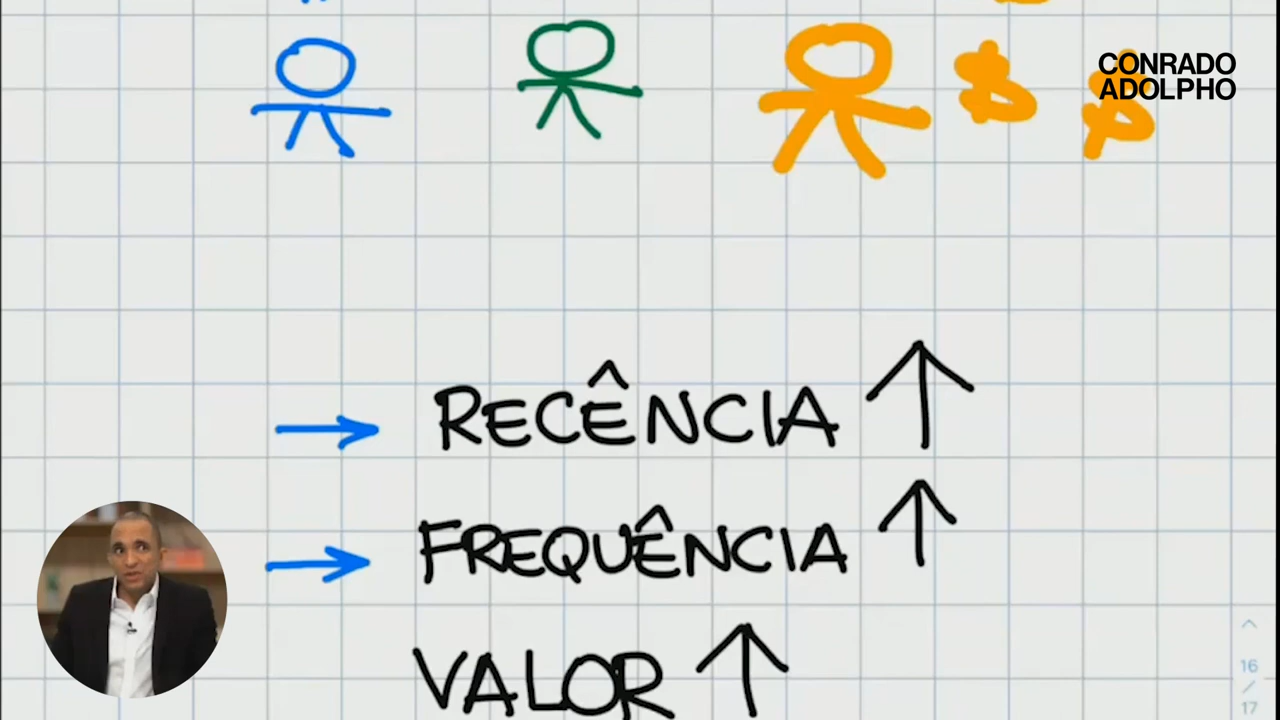 CONRADO
ADOLPHO
RECÊNCIA ↑
FREQUÊNCIA ↑
VALOR ↑
16
/
17